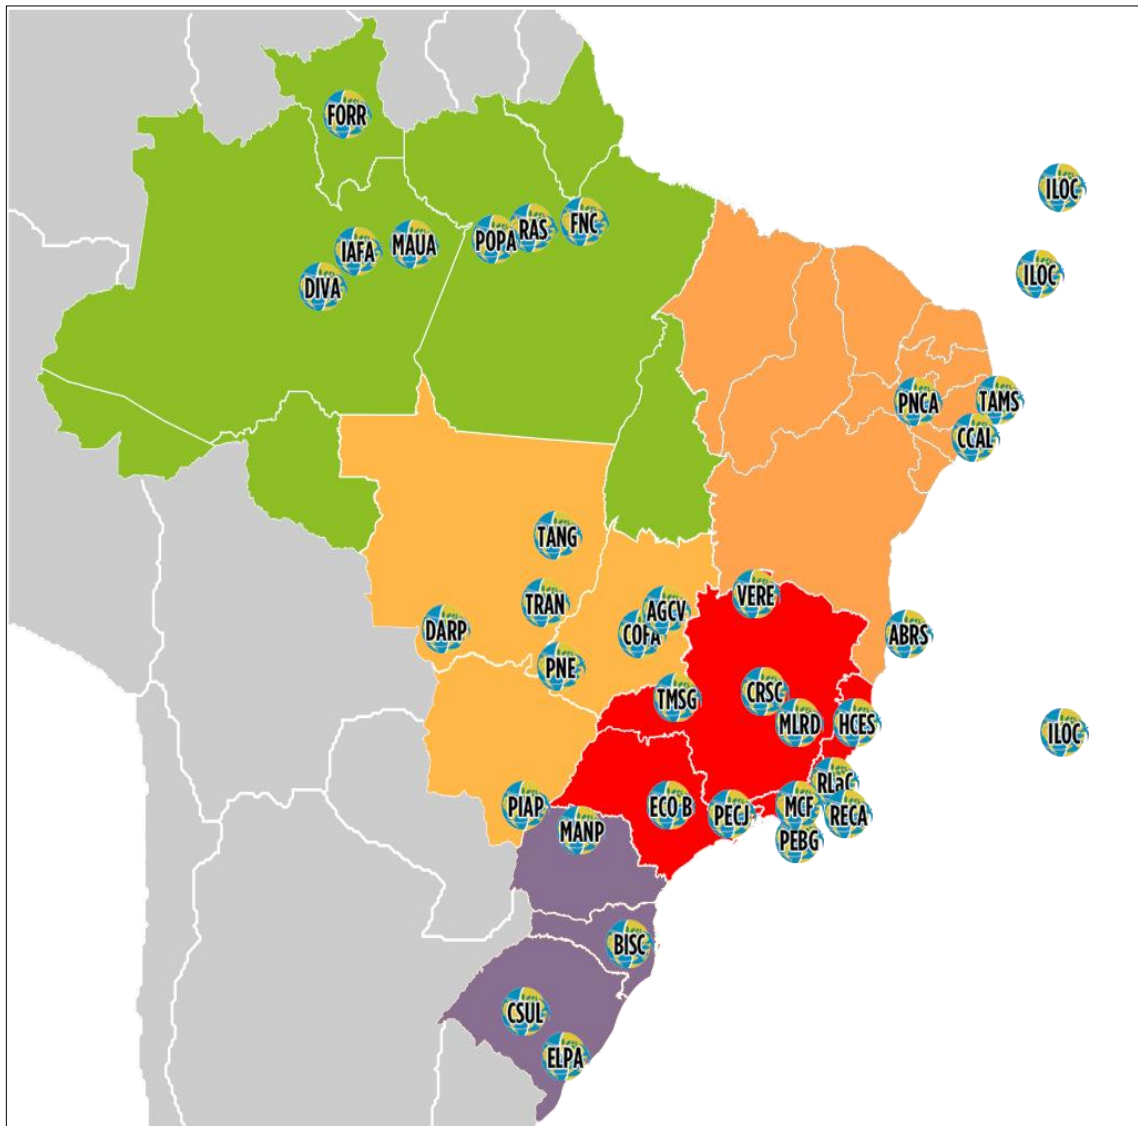 FORR
ILOC
FNC
RAS
POPA
MAUA
IAFA
DIVA
ILOC
PNCA
TAMS
CCAL
TANG
VERE
TRAN
AGCV
DARP
COFA
ABRS
PNE
TMSG
CRSC
MLRD
HCES
ILOC
RLaC
PIAP
ECO B
PECJ
MCF
RECA
MANP
PEBG
BISC
CSUL
ELPA